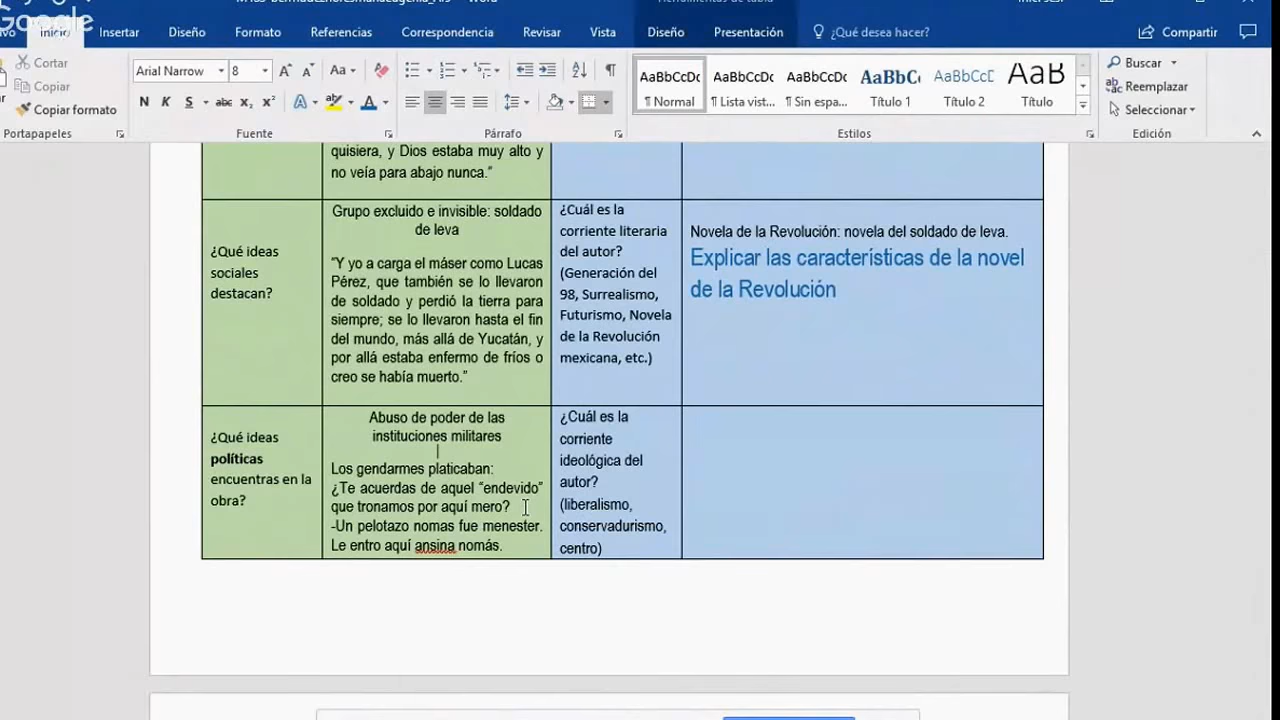 Google
Inicio
Insertar
Diseño
Formato
Referencias
Correspondencia
Revisar
Vista
Diseño
Presentación
¿Qué desea hacer?
Compartir
Cortar
Copiar
Copiar formato
Portapapeles
Arial Narrow
8
Aa
N K S abc x₂ x²
Fuente
Párrafo
AaBbCcDc
¶ Normal
AaBbCcDc
¶ Lista vist...
AaBbCcDc
¶ Sin espa...
AaBbCc
Título 1
AaBbCcC
Título 2
AaB
Título
Estilos
Buscar
Reemplazar
Seleccionar
Edición
quisiera, y Dios estaba muy alto y
no veía para abajo nunca.”
¿Qué ideas
sociales
destacan?
Grupo excluido e invisible: soldado
de leva
“Y yo a carga el máser como Lucas
Pérez, que también se lo llevaron
de soldado y perdió la tierra para
siempre; se lo llevaron hasta el fin
del mundo, más allá de Yucatán, y
por allá estaba enfermo de fríos o
creo se había muerto.”
¿Cuál es la
corriente literaria
del autor?
(Generación del
98, Surrealismo,
Futurismo, Novela
de la Revolución
mexicana, etc.)
Novela de la Revolución: novela del soldado de leva.
Explicar las características de la novel
de la Revolución
¿Qué ideas
políticas
encuentras en la
obra?
Abuso de poder de las
instituciones militares
Los gendarmes platicaban:
¿Te acuerdas de aquel “endevido”
que tronamos por aquí mero?
-Un pelotazo nomas fue menester.
Le entro aquí ansina nomás.
¿Cuál es la
corriente
ideológica del
autor?
(liberalismo,
conservadurismo,
centro)